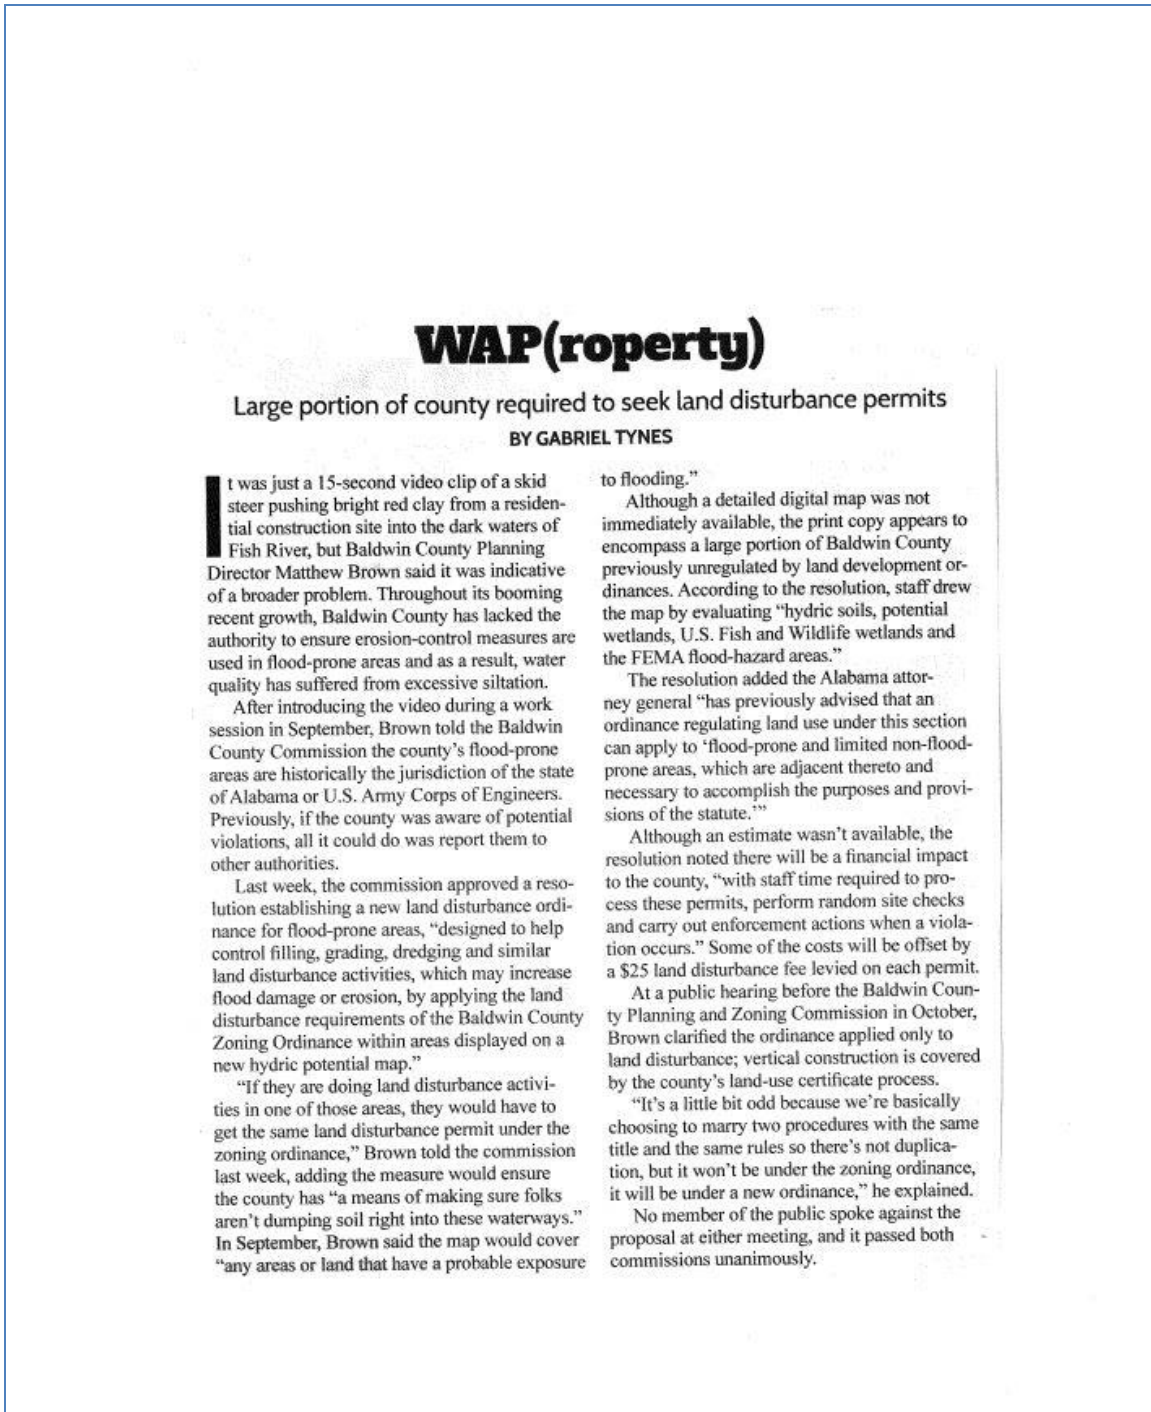 WAP(roperty)
Large portion of county required to seek land disturbance permits
BY GABRIEL TYNES
It was just a 15-second video clip of a skid
steer pushing bright red clay from a residen-
tial construction site into the dark waters of
Fish River, but Baldwin County Planning
Director Matthew Brown said it was indicative
of a broader problem. Throughout its booming
recent growth, Baldwin County has lacked the
authority to ensure erosion-control measures are
used in flood-prone areas and as a result, water
quality has suffered from excessive siltation.
After introducing the video during a work
session in September, Brown told the Baldwin
County Commission the county's flood-prone
areas are historically the jurisdiction of the state
of Alabama or U.S. Army Corps of Engineers.
Previously, if the county was aware of potential
violations, all it could do was report them to
other authorities.
Last week, the commission approved a reso-
lution establishing a new land disturbance ordi-
nance for flood-prone areas, "designed to help
control filling, grading, dredging and similar
land disturbance activities, which may increase
flood damage or erosion, by applying the land
disturbance requirements of the Baldwin County
Zoning Ordinance within areas displayed on a
new hydric potential map."
"If they are doing land disturbance activi-
ties in one of those areas, they would have to
get the same land disturbance permit under the
zoning ordinance," Brown told the commission
last week, adding the measure would ensure
the county has "a means of making sure folks
aren't dumping soil right into these waterways."
In September, Brown said the map would cover
"any areas or land that have a probable exposure
to flooding."
Although a detailed digital map was not
immediately available, the print copy appears to
encompass a large portion of Baldwin County
previously unregulated by land development or-
dinances. According to the resolution, staff drew
the map by evaluating "hydric soils, potential
wetlands, U.S. Fish and Wildlife wetlands and
the FEMA flood-hazard areas."
The resolution added the Alabama attor-
ney general "has previously advised that an
ordinance regulating land use under this section
can apply to 'flood-prone and limited non-flood-
prone areas, which are adjacent thereto and
necessary to accomplish the purposes and provi-
sions of the statute.'"
Although an estimate wasn't available, the
resolution noted there will be a financial impact
to the county, "with staff time required to pro-
cess these permits, perform random site checks
and carry out enforcement actions when a viola-
tion occurs." Some of the costs will be offset by
a $25 land disturbance fee levied on each permit.
At a public hearing before the Baldwin Coun-
ty Planning and Zoning Commission in October,
Brown clarified the ordinance applied only to
land disturbance; vertical construction is covered
by the county's land-use certificate process.
"It's a little bit odd because we're basically
choosing to marry two procedures with the same
title and the same rules so there's not duplica-
tion, but it won't be under the zoning ordinance,
it will be under a new ordinance," he explained.
No member of the public spoke against the
proposal at either meeting, and it passed both
commissions unanimously.